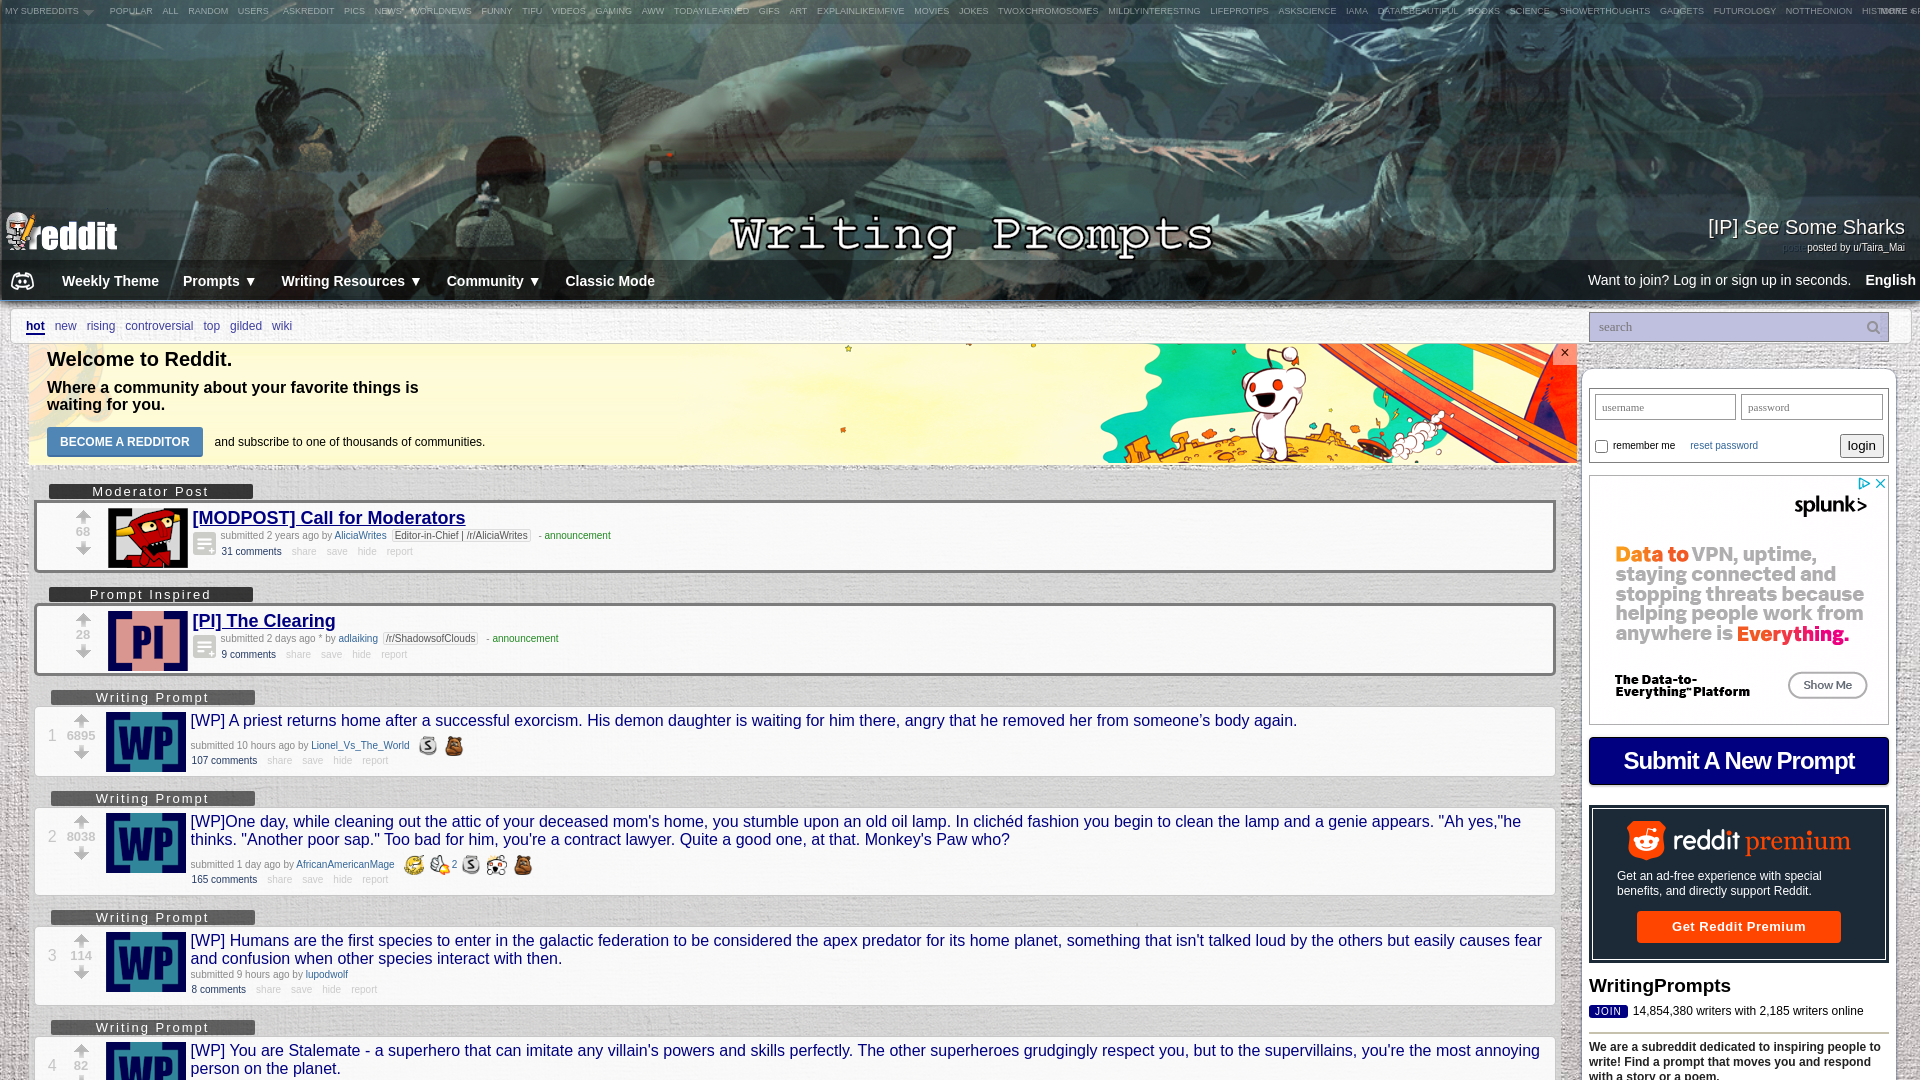 MY SUBREDDITS POPULAR ALL RANDOM USERS ASKREDDIT PICS NEWS WORLDNEWS FUNNY TIFU VIDEOS GAMING AWW TODAYILEARNED GIFS ART EXPLAINLIKEIMFIVE MOVIES JOKES TWOXCHROMOSOMES MILDLYINTERESTING LIFEPROTIPS ASKSCIENCE IAMA DATAISBEAUTIFUL BOOKS SCIENCE SHOWERTHOUGHTS GADGETS FUTUROLOGY NOTTHEONION
reddit
Writing Prompts
[IP] See Some Sharks
posted by u/Taira_Mai
Weekly Theme Prompts ▼ Writing Resources ▼ Community ▼ Classic Mode
Want to join? Log in or sign up in seconds. English
hot new rising controversial top gilded wiki
search
Welcome to Reddit.
Where a community about your favorite things is
waiting for you.
BECOME A REDDITOR and subscribe to one of thousands of communities.
×
Moderator Post
68
[MODPOST] Call for Moderators
submitted 2 years ago by AliciaWrites Editor-in-Chief | /r/AliciaWrites - announcement
31 comments share save hide report
Prompt Inspired
28
PI
[PI] The Clearing
submitted 2 days ago * by adlaiking /r/ShadowsofClouds - announcement
9 comments share save hide report
Writing Prompt
1
6895
WP
[WP] A priest returns home after a successful exorcism. His demon daughter is waiting for him there, angry that he removed her from someone’s body again.
submitted 10 hours ago by Lionel_Vs_The_World
107 comments share save hide report
Writing Prompt
2
8038
WP
[WP]One day, while cleaning out the attic of your deceased mom's home, you stumble upon an old oil lamp. In clichéd fashion you begin to clean the lamp and a genie appears. "Ah yes,"he
thinks. "Another poor sap." Too bad for him, you're a contract lawyer. Quite a good one, at that. Monkey's Paw who?
submitted 1 day ago by AfricanAmericanMage 2
165 comments share save hide report
Writing Prompt
3
114
WP
[WP] Humans are the first species to enter in the galactic federation to be considered the apex predator for its home planet, something that isn't talked loud by the others but easily causes fear
and confusion when other species interact with then.
submitted 9 hours ago by lupodwolf
8 comments share save hide report
Writing Prompt
4
82
WP
[WP] You are Stalemate - a superhero that can imitate any villain's powers and skills perfectly. The other superheroes grudgingly respect you, but to the supervillains, you're the most annoying
person on the planet.
username password
remember me reset password login
splunk>
Data to VPN, uptime,
staying connected and
stopping threats because
helping people work from
anywhere is Everything.
The Data-to-
Everything™ Platform
Show Me
Submit A New Prompt
reddit premium
Get an ad-free experience with special
benefits, and directly support Reddit.
Get Reddit Premium
WritingPrompts
JOIN 14,854,380 writers with 2,185 writers online
We are a subreddit dedicated to inspiring people to
write! Find a prompt that moves you and respond
with a story or a poem.